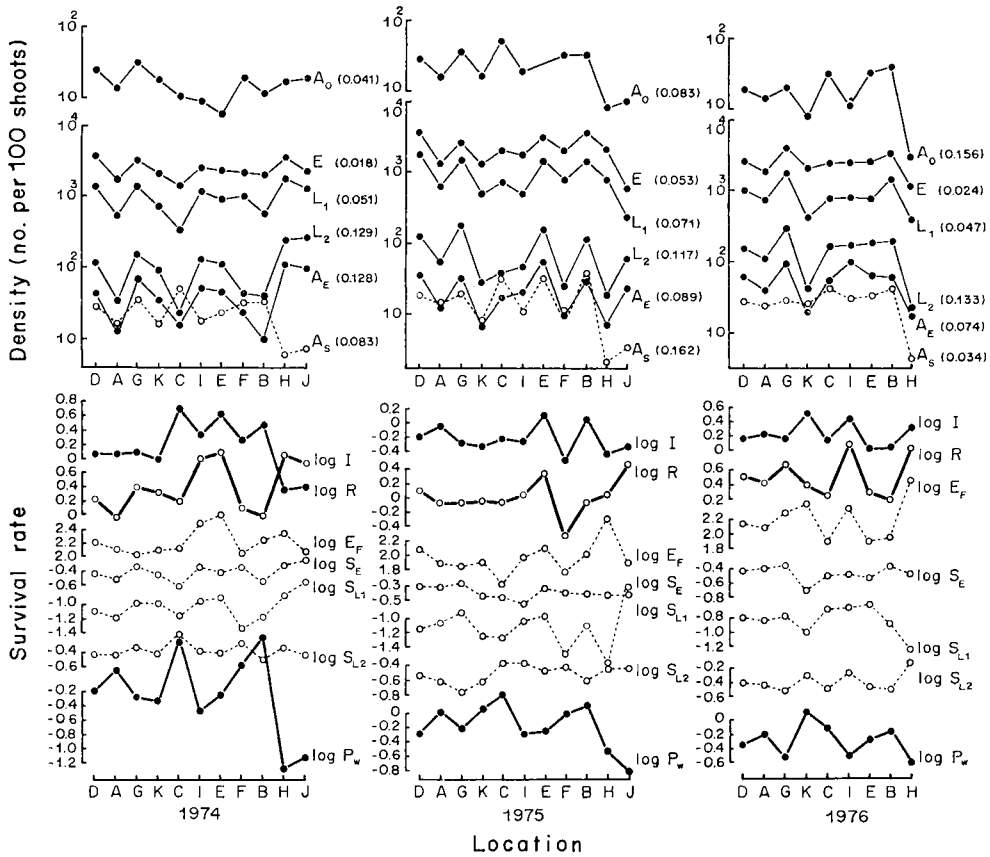 Density (no. per 100 shoots)
10²
10
10⁴
10³
10²
10
A₀ (0.041)
E (0.018)
L₁ (0.051)
L₂ (0.129)
A_E (0.128)
A_S (0.083)
D A G K C I E F B H J
10²
10
10⁴
10³
10²
10
A₀ (0.083)
E (0.053)
L₁ (0.071)
L₂ (0.117)
A_E (0.089)
A_S (0.162)
D A G K C I E F B H J
10²
10
10⁴
10³
10²
10
A₀ (0.156)
E (0.024)
L₁ (0.047)
L₂ (0.133)
A_E (0.074)
A_S (0.034)
D A G K C I E B H
Survival rate
0.8
0.6
0.4
0.2
0
0.4
0.2
0
2.4
2.2
2.0
-0.4
-0.6
-1.0
-1.2
-1.4
-0.4
-0.6
-0.2
-0.4
-0.6
-0.8
-1.0
-1.2
log I
log R
log E_F
log S_E
log S_L1
log S_L2
log P_w
D A G K C I E F B H J
1974
0
-0.2
-0.4
0.4
0.2
0
-0.2
-0.4
2.2
2.0
1.8
-0.3
-0.5
-0.8
-1.0
-1.2
-1.4
-0.4
-0.6
-0.8
0
-0.2
-0.4
-0.6
-0.8
log I
log R
log E_F
log S_E
log S_L1
log S_L2
log P_w
D A G K C I E F B H J
1975
0.6
0.4
0.2
0
0.6
0.4
0.2
2.2
2.0
1.8
-0.4
-0.6
-0.8
-1.0
-1.2
-0.2
-0.4
-0.6
0
-0.2
-0.4
-0.6
log I
log R
log E_F
log S_E
log S_L1
log S_L2
log P_w
D A G K C I E B H
1976
Location